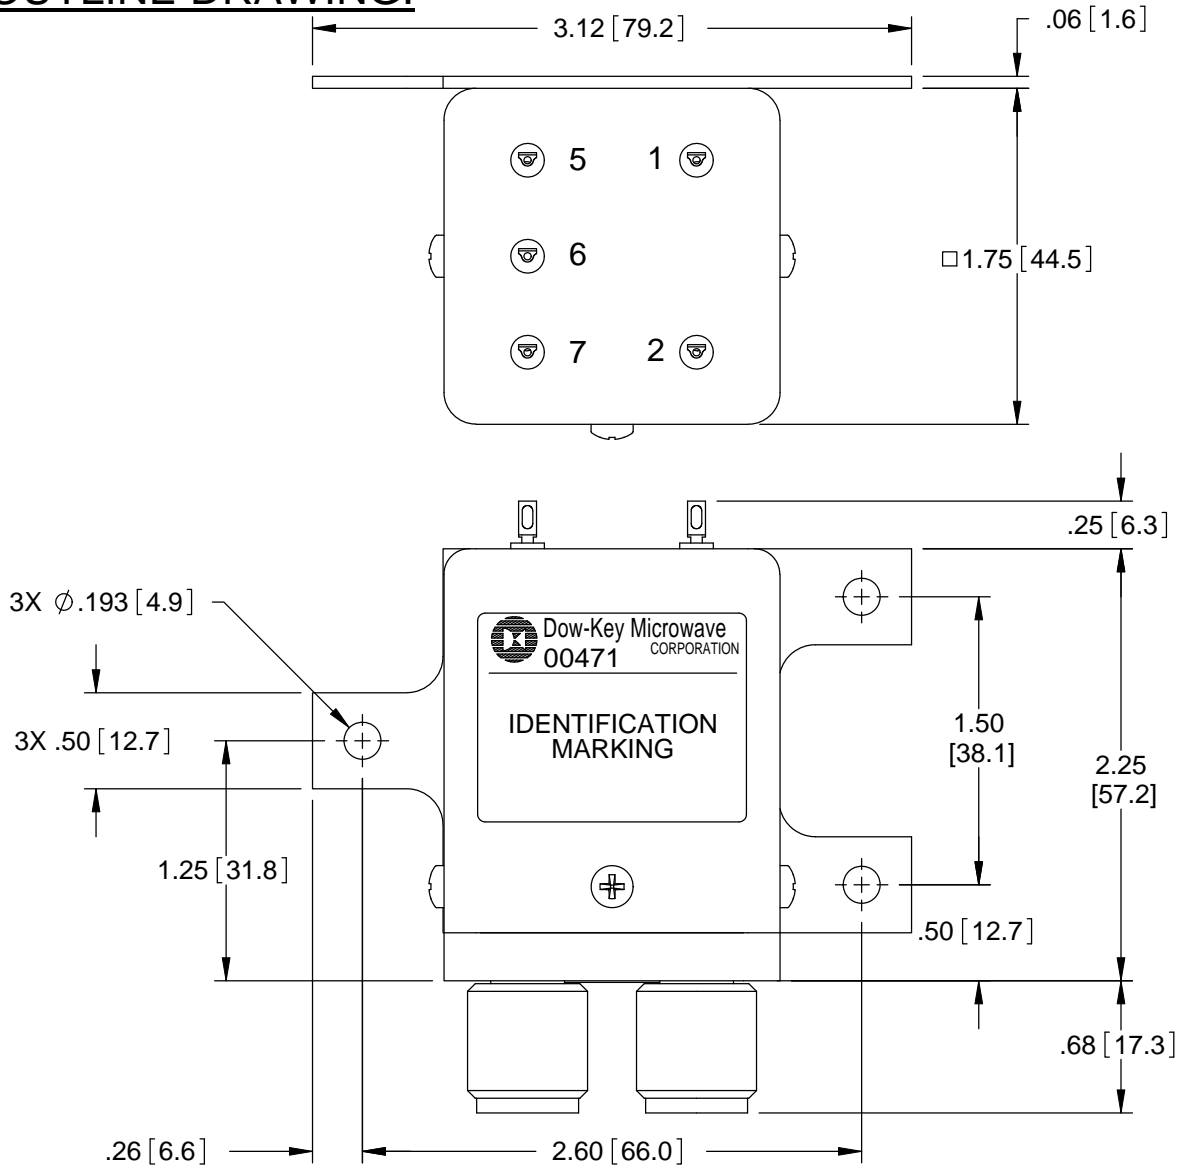 OUTLINE DRAWING:
3.12 [79.2]
.06 [1.6]
5 1
6
□1.75 [44.5]
7 2
.25 [6.3]
3X ⌀.193 [4.9]
Dow-Key Microwave
CORPORATION
00471
IDENTIFICATION
MARKING
3X .50 [12.7]
1.50
[38.1]
2.25
[57.2]
1.25 [31.8]
.50 [12.7]
.68 [17.3]
.26 [6.6]
2.60 [66.0]